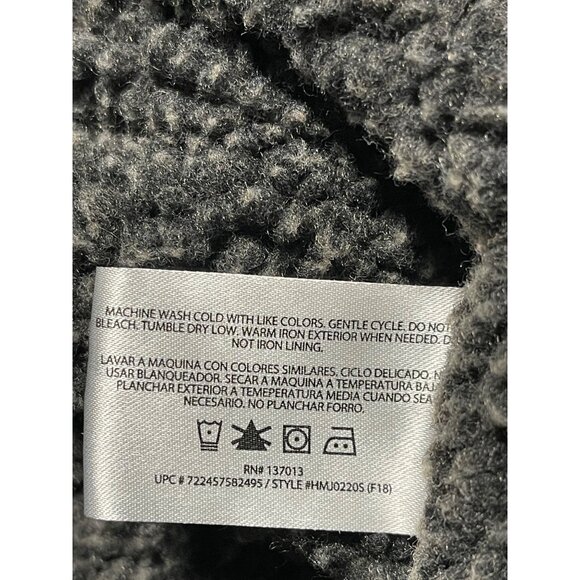 MACHINE WASH COLD WITH LIKE COLORS. GENTLE CYCLE. DO NOT
BLEACH. TUMBLE DRY LOW. WARM IRON EXTERIOR WHEN NEEDED.
NOT IRON LINING.
LAVAR A MAQUINA CON COLORES SIMILARES. CICLO DELICADO.
USAR BLANQUEADOR. SECAR A MAQUINA A TEMPERATURA
PLANCHAR EXTERIOR A TEMEPERATURA MEDIA CUANDO SEA
NECESARIO. NO PLANCHAR FORRO.
RN# 137013
UPC # 722457582495 / STYLE #HMJ0220S (F18)